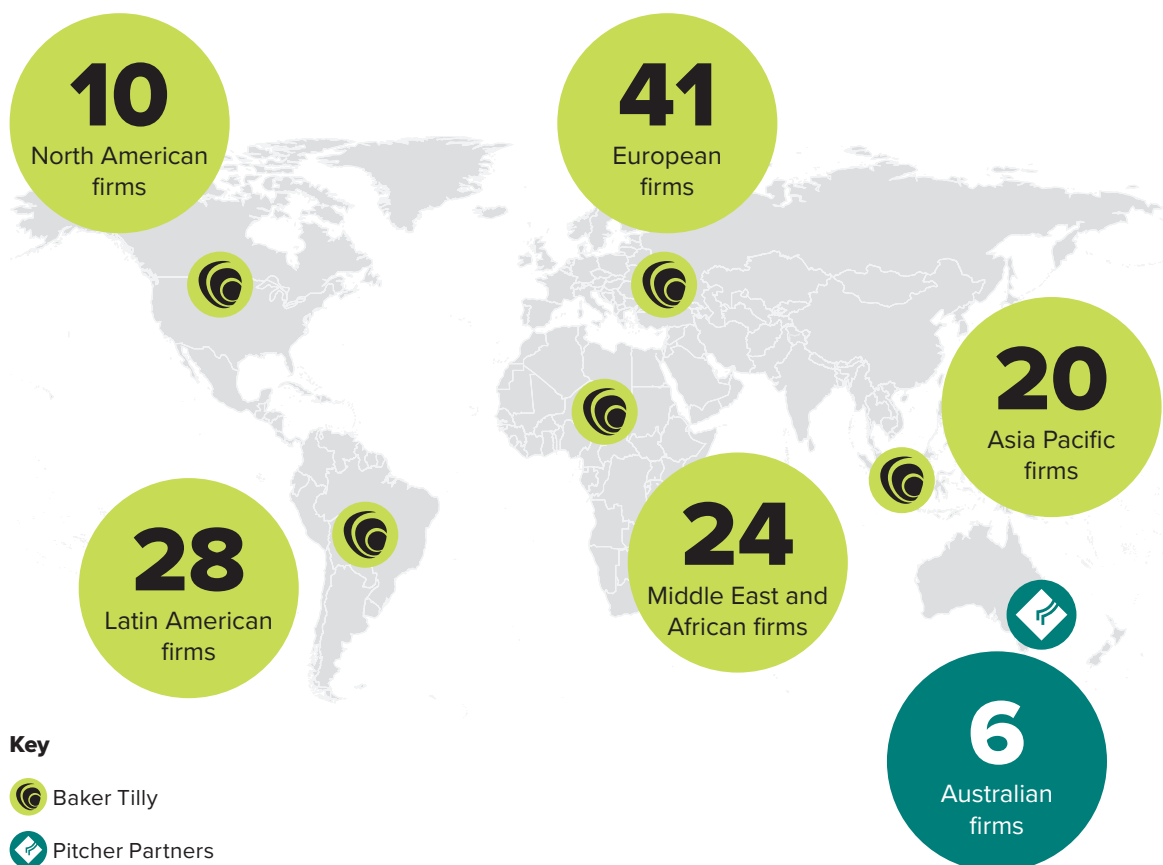 10
North American
firms
41
European
firms
20
Asia Pacific
firms
28
Latin American
firms
24
Middle East and
African firms
6
Australian
firms
Key
Baker Tilly
Pitcher Partners